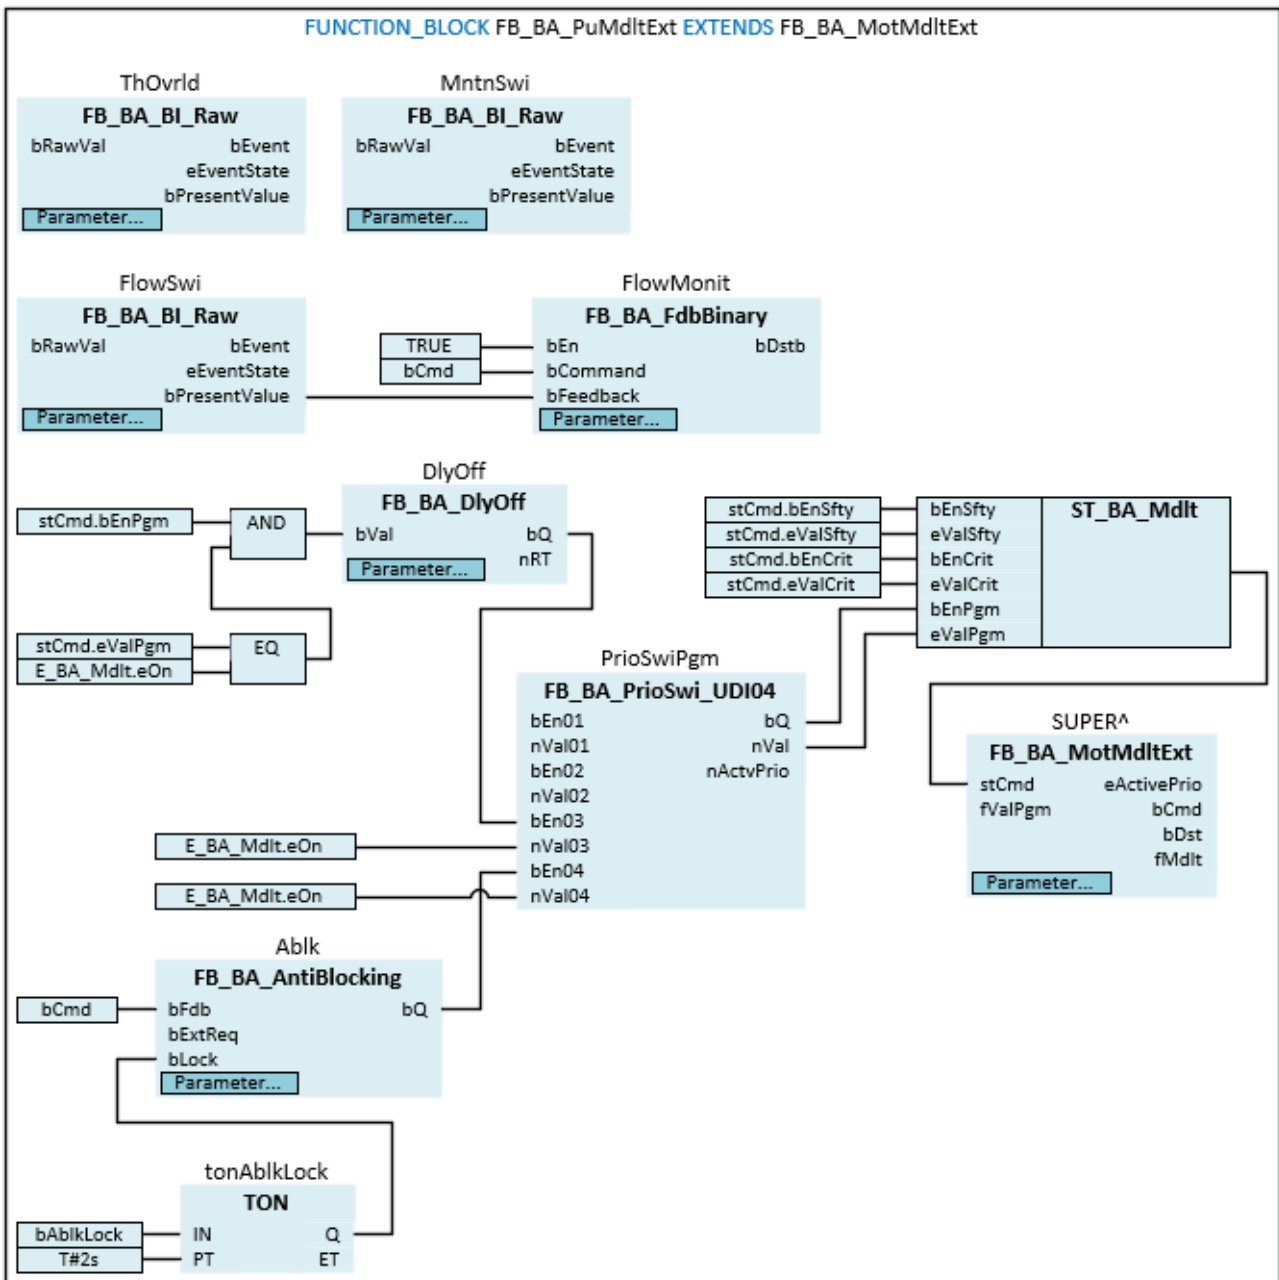 FUNCTION_BLOCK FB_BA_PuMdltExt EXTENDS FB_BA_MotMdltExt
ThOvrld
FB_BA_BI_Raw
bRawVal bEvent
eEventState
bPresentValue
Parameter...
MntnSwi
FB_BA_BI_Raw
bRawVal bEvent
eEventState
bPresentValue
Parameter...
FlowSwi
FB_BA_BI_Raw
bRawVal bEvent
eEventState
bPresentValue
Parameter...
FlowMonit
FB_BA_FdbBinary
TRUE bEn bDstb
bCmd bCommand
bFeedback
Parameter...
DlyOff
FB_BA_DlyOff
stCmd.bEnPgm AND bVal bQ
nRT
Parameter...
stCmd.eValPgm EQ
E_BA_Mdlt.eOn
ST_BA_Mdlt
stCmd.bEnSfty bEnSfty
stCmd.eValSfty eValSfty
stCmd.bEnCrit bEnCrit
stCmd.eValCrit eValCrit
bEnPgm
eValPgm
PrioSwiPgm
FB_BA_PrioSwi_UDI04
bEn01 bQ
nVal01 nVal
bEn02 nActvPrio
nVal02
bEn03
E_BA_Mdlt.eOn nVal03
bEn04
E_BA_Mdlt.eOn nVal04
SUPER^
FB_BA_MotMdltExt
stCmd eActivePrio
fValPgm bCmd
bDst
fMdlt
Parameter...
Ablk
FB_BA_AntiBlocking
bCmd bFdb bQ
bExtReq
bLock
Parameter...
tonAblkLock
TON
bAblkLock IN Q
T#2s PT ET